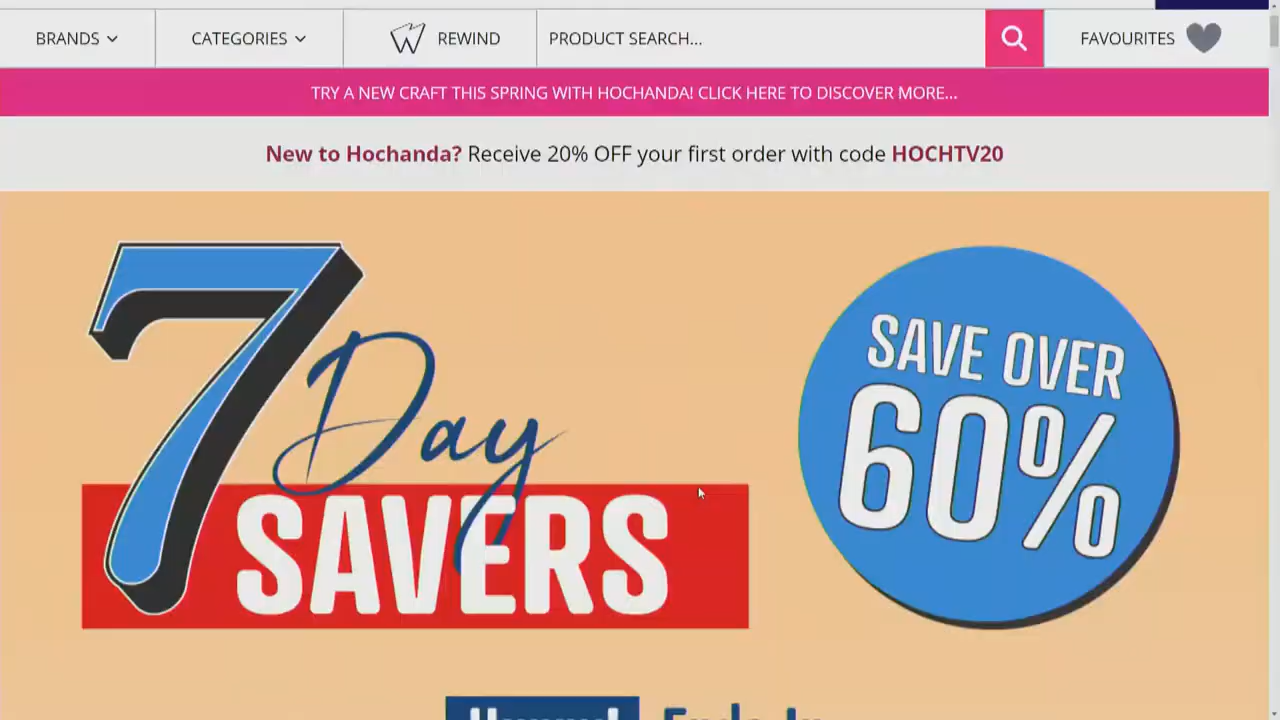 BRANDS
CATEGORIES
REWIND
PRODUCT SEARCH...
FAVOURITES
TRY A NEW CRAFT THIS SPRING WITH HOCHANDA! CLICK HERE TO DISCOVER MORE...
New to Hochanda? Receive 20% OFF your first order with code HOCHTV20
7
Day
SAVERS
SAVE OVER
60%